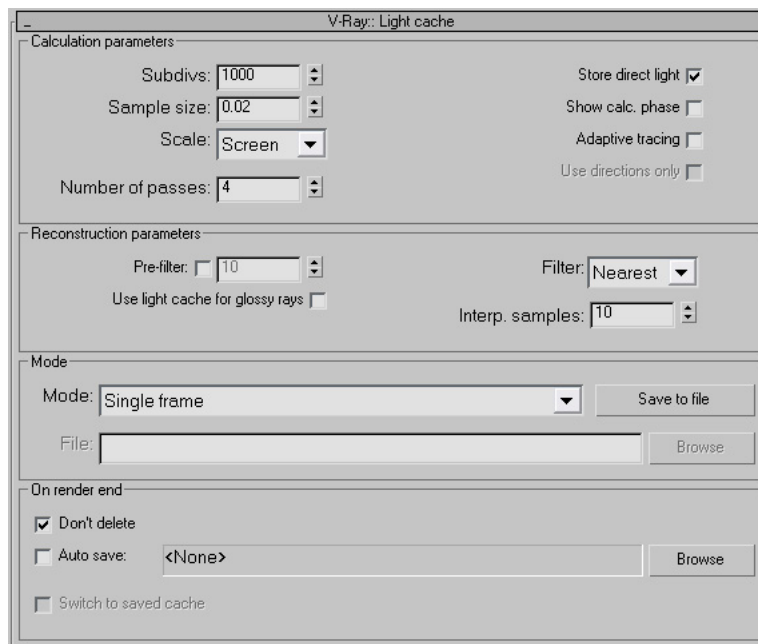 V-Ray:: Light cache
Calculation parameters
Subdivs: 1000
Store direct light
Sample size: 0.02
Show calc. phase
Scale: Screen
Adaptive tracing
Use directions only
Number of passes: 4
Reconstruction parameters
Pre-filter: 10
Filter: Nearest
Use light cache for glossy rays
Interp. samples: 10
Mode
Mode: Single frame
Save to file
File:
Browse
On render end
Don't delete
Auto save: <None>
Browse
Switch to saved cache